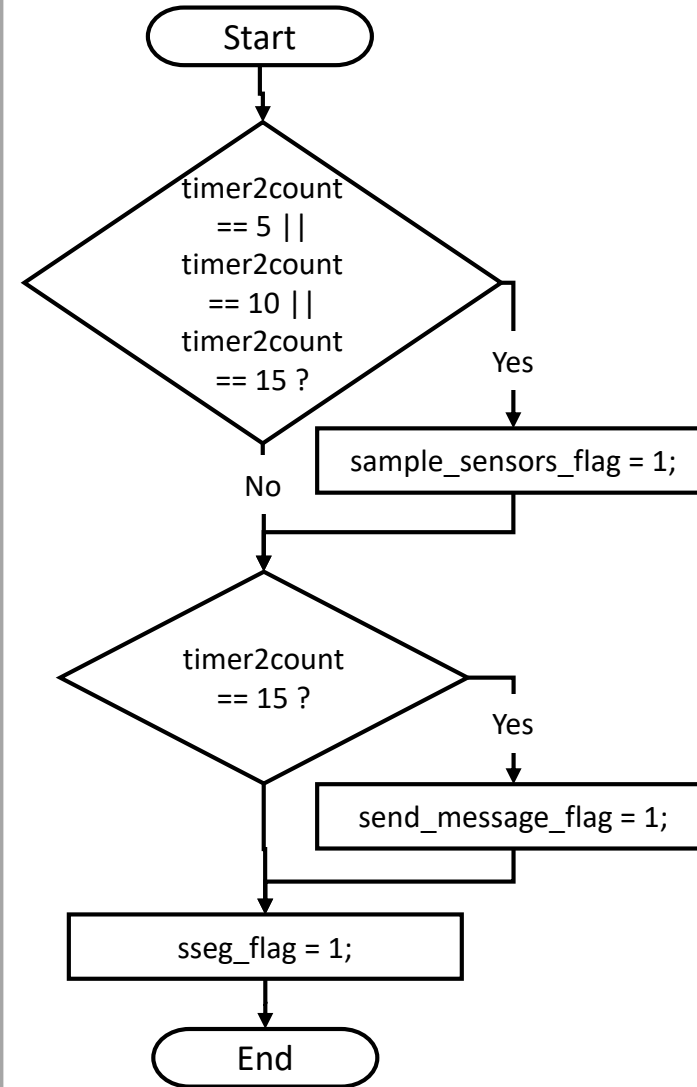 Start
timer2count
== 5 ||
timer2count
== 10 ||
timer2count
== 15 ?
Yes
sample_sensors_flag = 1;
No
timer2count
== 15 ?
Yes
send_message_flag = 1;
sseg_flag = 1;
End